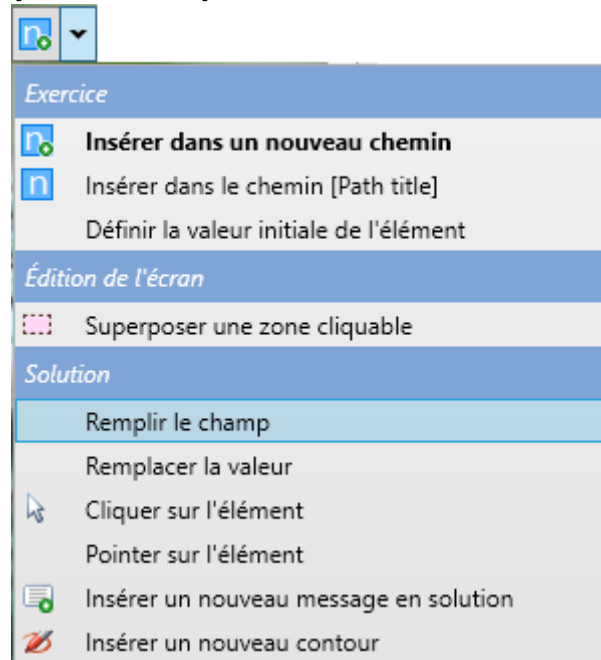 Exercice
Insérer dans un nouveau chemin
Insérer dans le chemin [Path title]
Définir la valeur initiale de l'élément
Édition de l'écran
Superposer une zone cliquable
Solution
Remplir le champ
Remplacer la valeur
Cliquer sur l'élément
Pointer sur l'élément
Insérer un nouveau message en solution
Insérer un nouveau contour